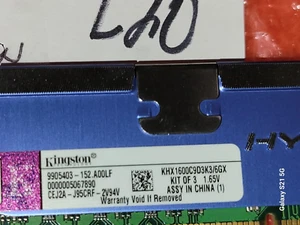 L20
HY
Kingston
9905403-152.A00LF
0000005067890
CEJ2A-J95CRF-2V94V
KHX1600C9D3K3/6GX
KIT OF 3 1.65V
ASSY IN CHINA (1)
Warranty Void If Removed
Galaxy S21 5G